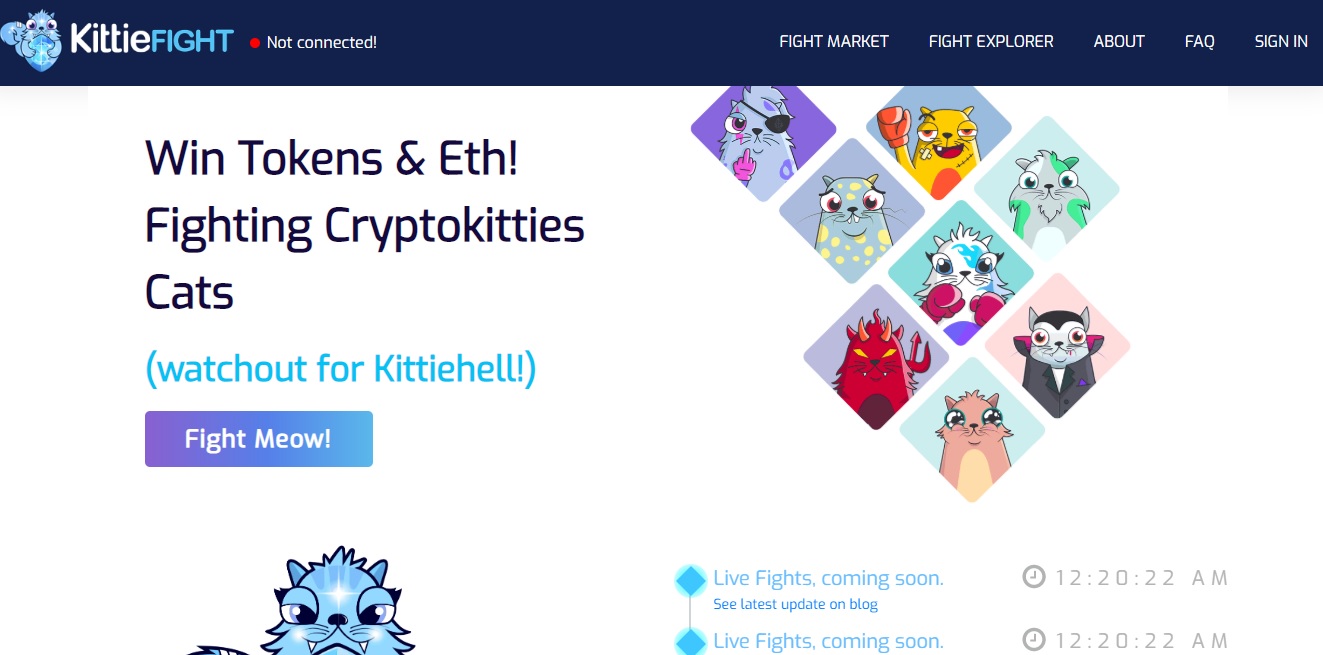 KittieFIGHT
Not connected!
FIGHT MARKET
FIGHT EXPLORER
ABOUT
FAQ
SIGN IN
Win Tokens & Eth!
Fighting Cryptokitties
Cats
(watchout for Kittiehell!)
Fight Meow!
Live Fights, coming soon.
12:20:22 AM
See latest update on blog
Live Fights, coming soon.
12:20:22 AM